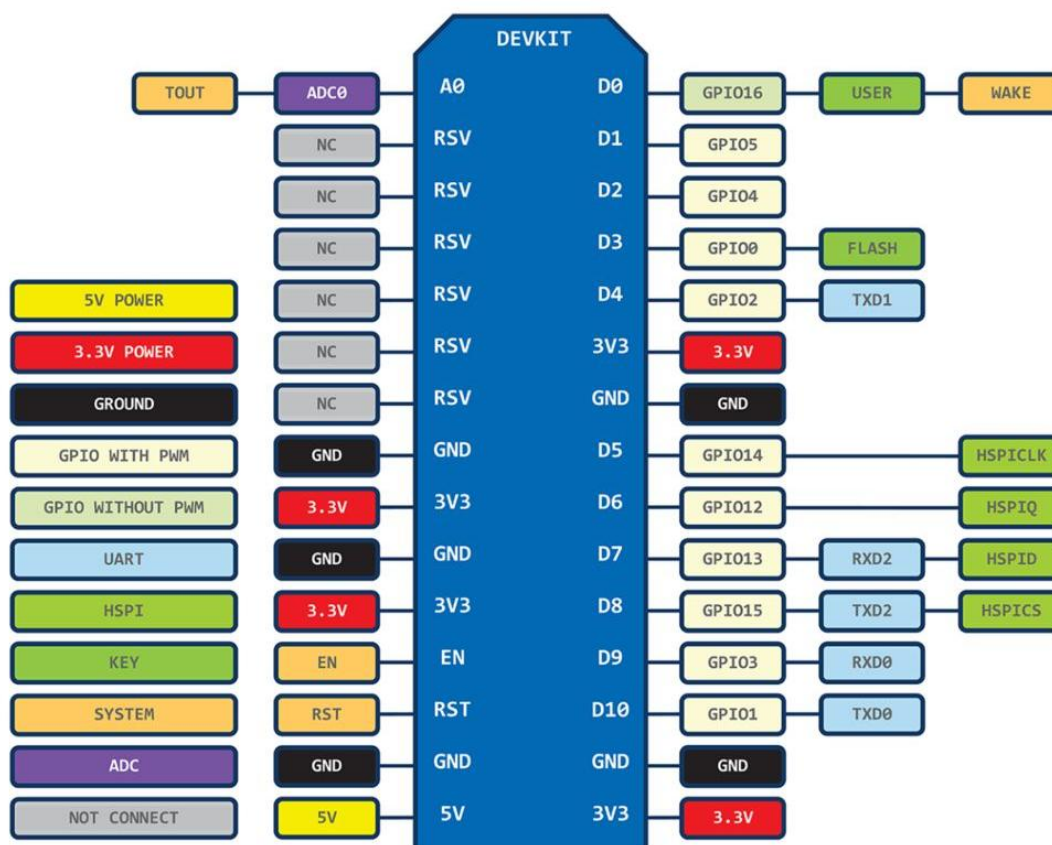 DEVKIT
TOUT ADC0 A0 D0 GPIO16 USER WAKE
NC RSV D1 GPIO5
NC RSV D2 GPIO4
NC RSV D3 GPIO0 FLASH
5V POWER NC RSV D4 GPIO2 TXD1
3.3V POWER NC RSV 3V3 3.3V
GROUND NC RSV GND GND
GPIO WITH PWM GND GND D5 GPIO14 HSPICLK
GPIO WITHOUT PWM 3.3V 3V3 D6 GPIO12 HSPIQ
UART GND GND D7 GPIO13 RXD2 HSPID
HSPI 3.3V 3V3 D8 GPIO15 TXD2 HSPICS
KEY EN EN D9 GPIO3 RXD0
SYSTEM RST RST D10 GPIO1 TXD0
ADC GND GND GND GND
NOT CONNECT 5V 5V 3V3 3.3V